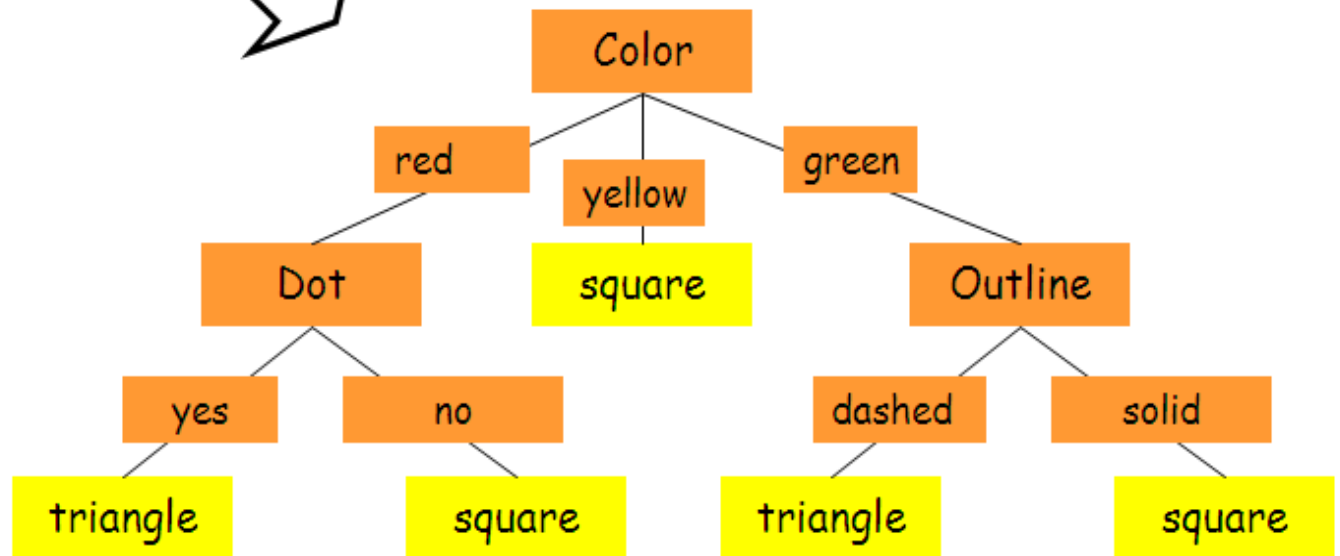 Color
red
yellow
green
Dot
square
Outline
yes
no
dashed
solid
triangle
square
triangle
square